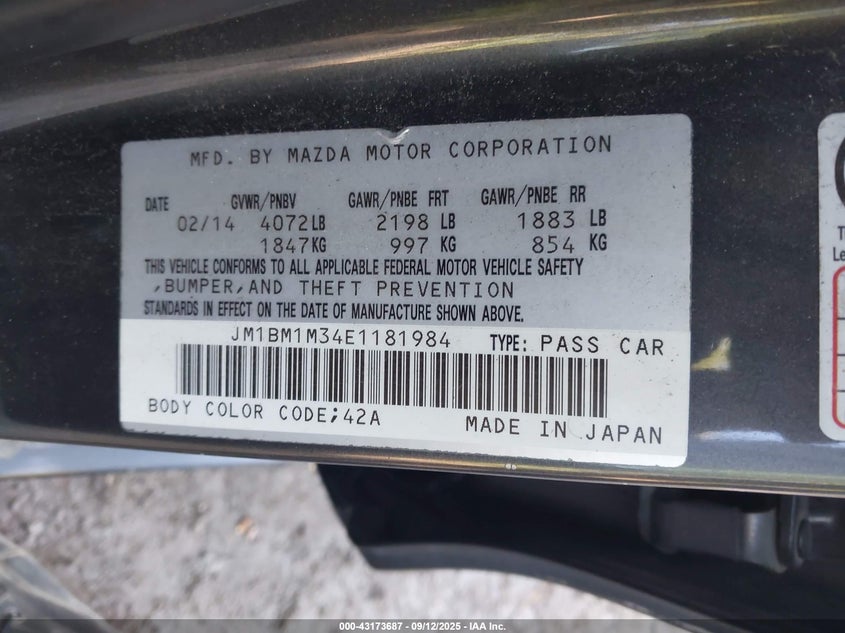 MFD. BY MAZDA MOTOR CORPORATION
DATE GVWR/PNBV GAWR/PNBE FRT GAWR/PNBE RR
02/14 4072LB 2198 LB 1883 LB
1847KG 997 KG 854 KG
THIS VEHICLE CONFORMS TO ALL APPLICABLE FEDERAL MOTOR VEHICLE SAFETY
,BUMPER,AND THEFT PREVENTION
STANDARDS IN EFFECT ON THE DATE OF MANUFACTURE SHOWN ABOVE.
JM1BM1M34E1181984 TYPE: PASS CAR
BODY COLOR CODE;42A MADE IN JAPAN
000-43173687 - 09/12/2025 - IAA Inc.